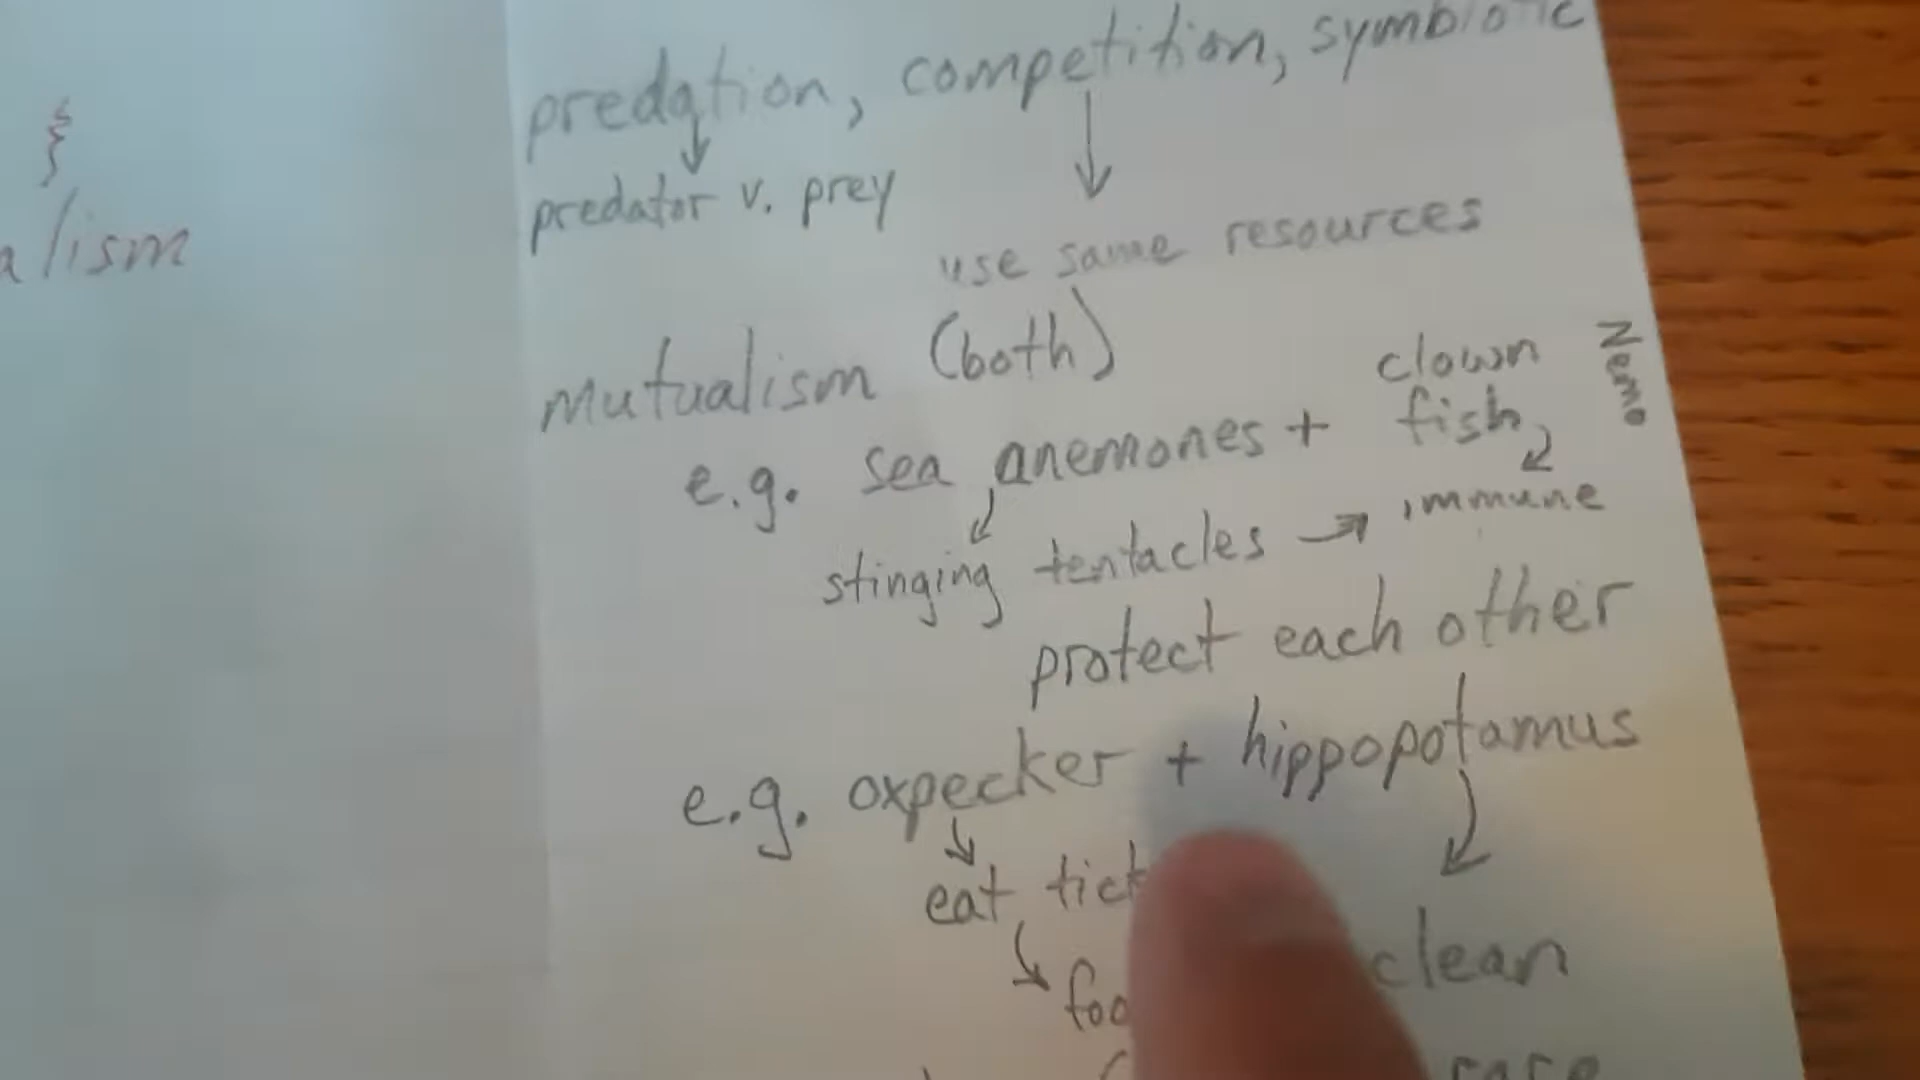 predation, competition, symbiotic
predator v. prey
use same resources
alism
mutualism (both)
clown
Nemo
e.g. sea anemones + fish
stinging tentacles → immune
protect each other
e.g. oxpecker + hippopotamus
eat
clean